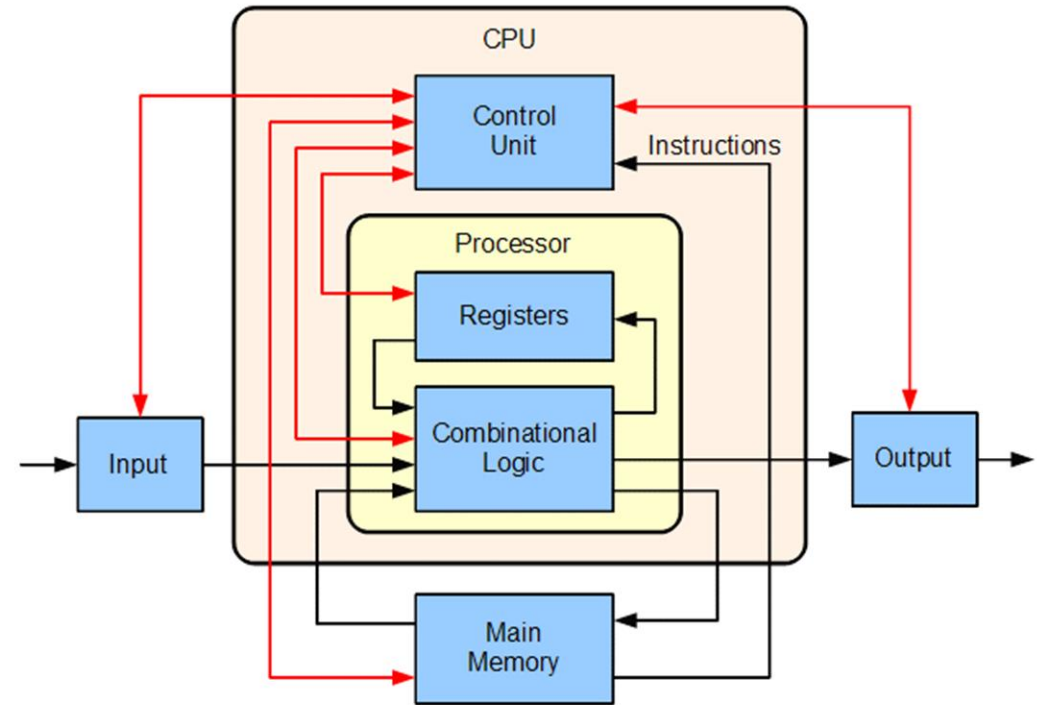 CPU
Control
Unit
Instructions
Processor
Registers
Combinational
Logic
Input
Output
Main
Memory